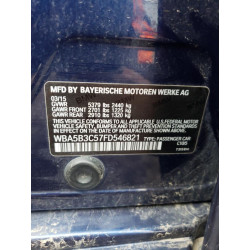 MFD BY BAYERISCHE MOTOREN WERKE AG
03/15
GVWR 5379 lbs 2440 kg
GAWR FRONT 2701 lbs 1225 kg
GAWR REAR 2910 lbs 1320 kg
THIS VEHICLE CONFORMS TO ALL APPLICABLE U.S. FEDERAL MOTOR
VEHICLE SAFETY, BUMPER, AND THEFT PREVENTION STANDARDS IN
EFFECT ON THE DATE OF MANUFACTURE SHOWN ABOVE.
WBA5B3C57FD546821
TYPE: PASSENGER CAR